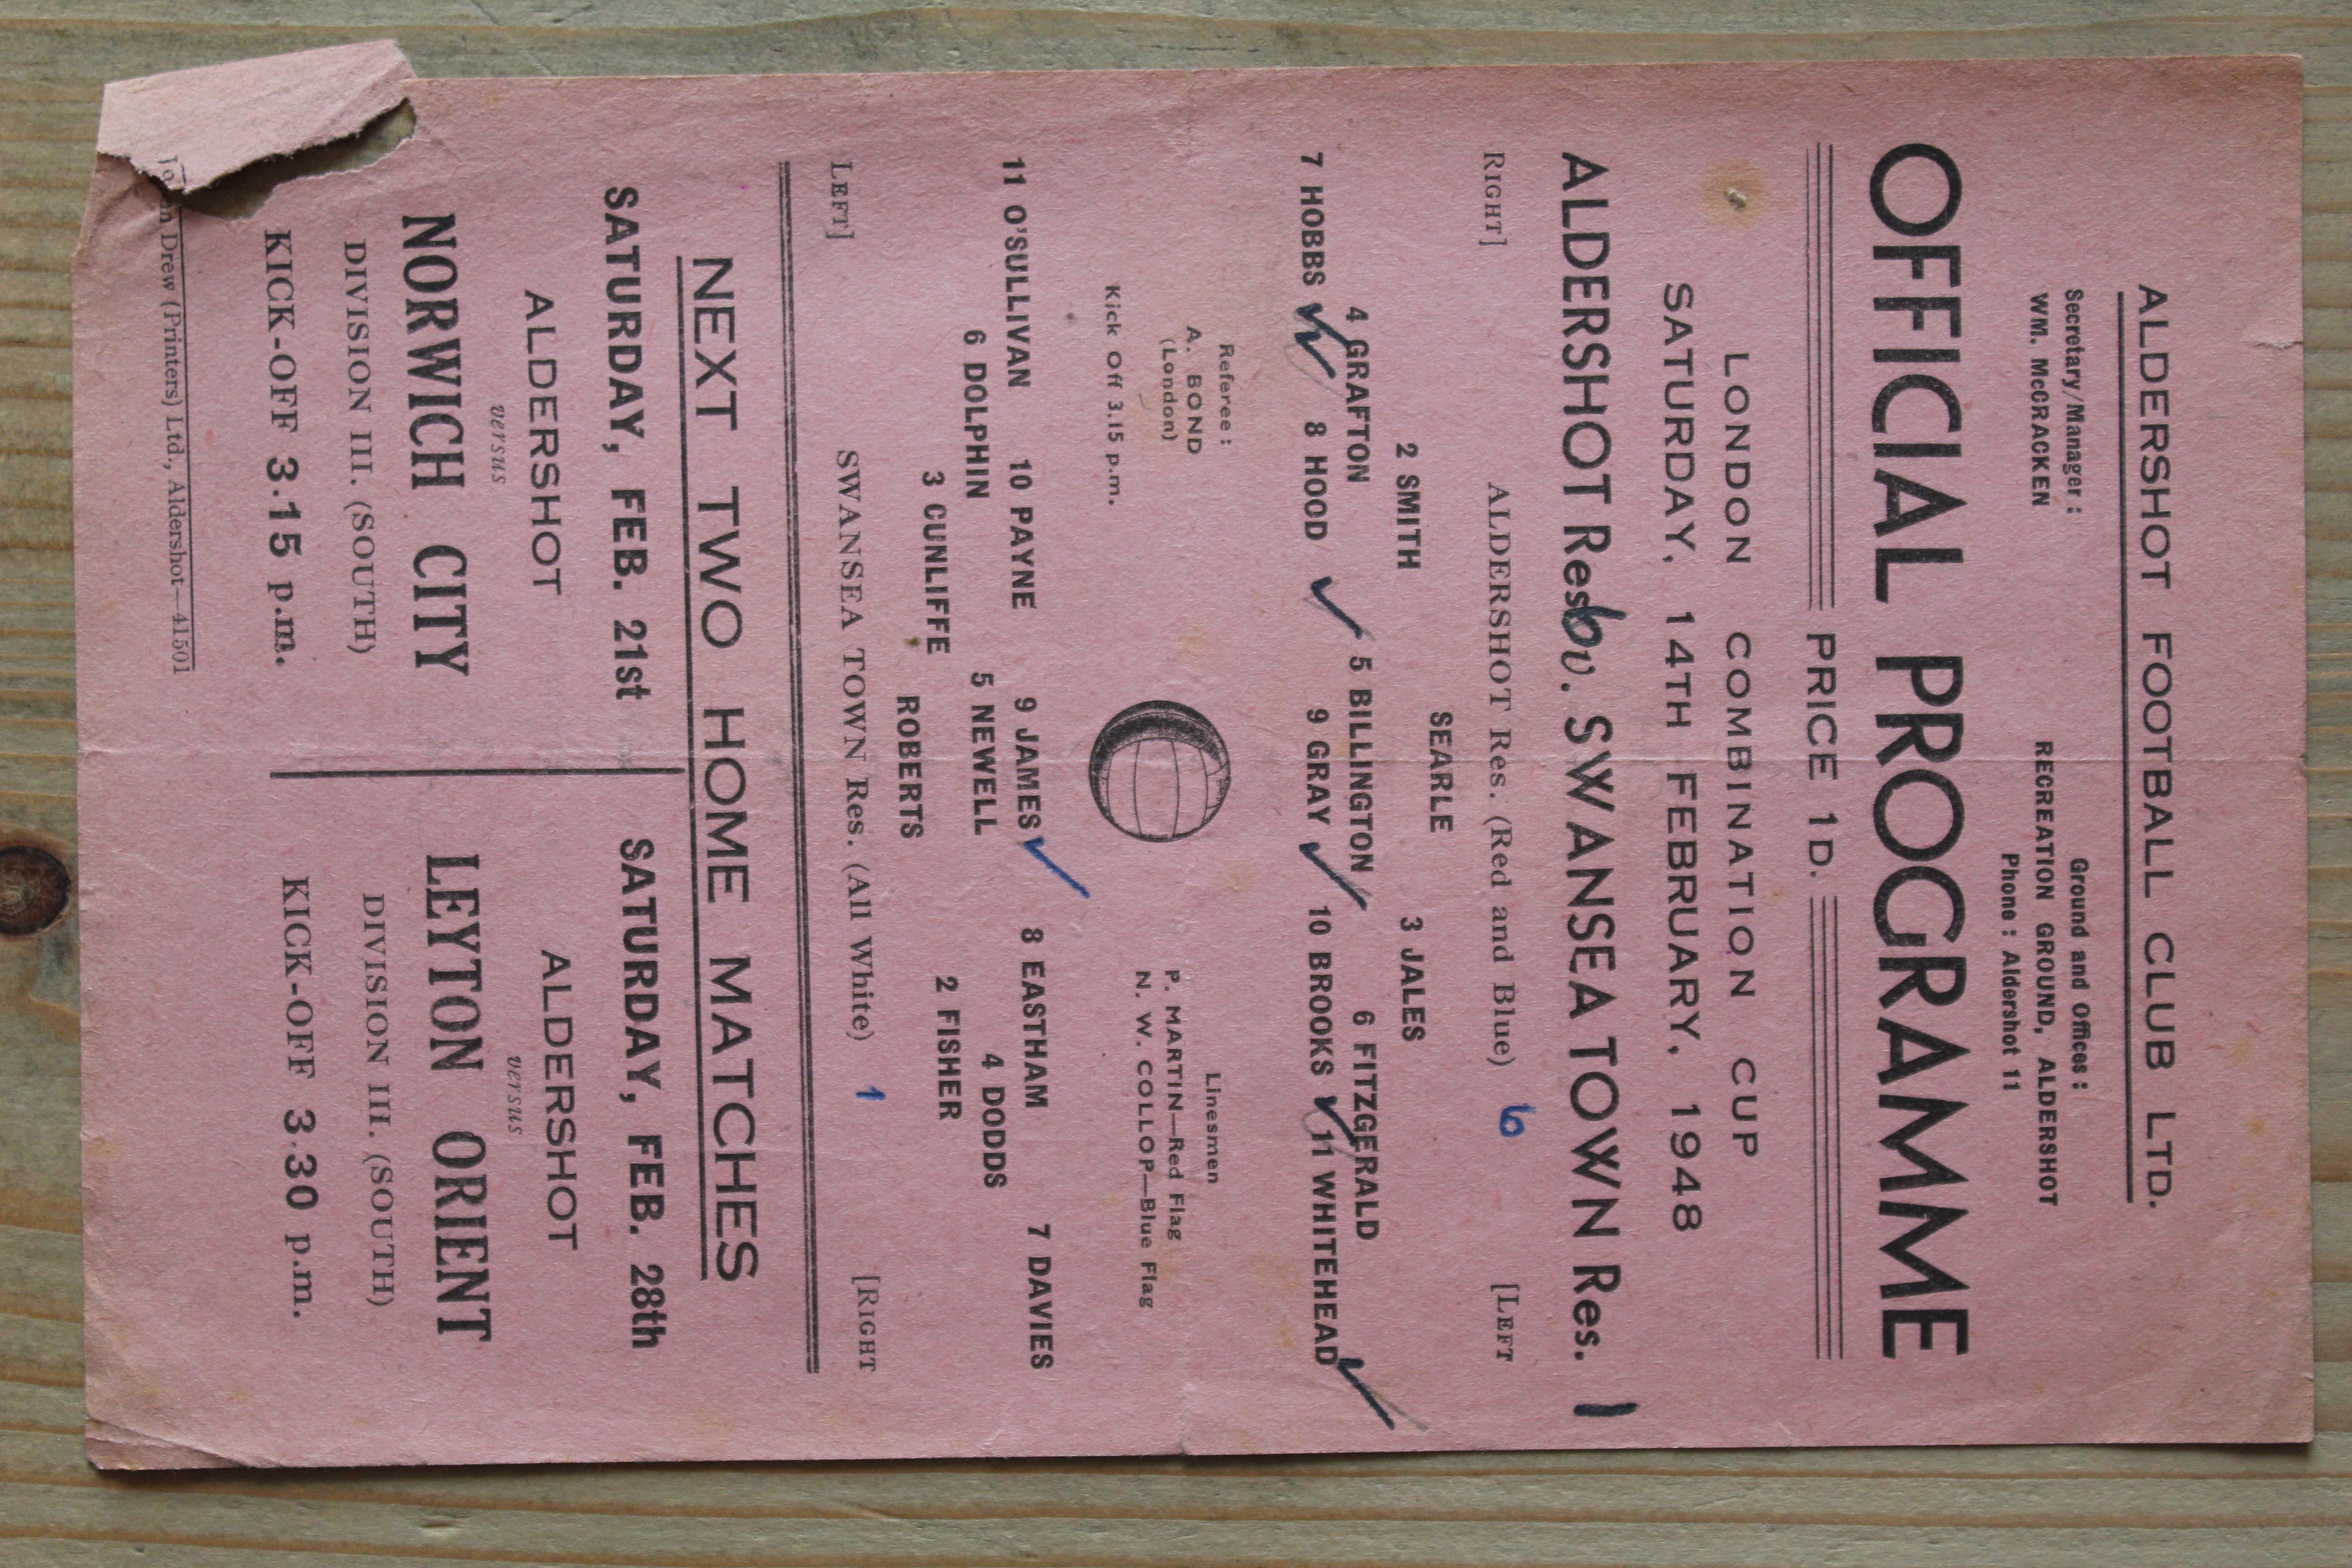 ALDERSHOT FOOTBALL CLUB LTD.
Secretary/Manager :
WM. McCRACKEN
Ground and Offices :
RECREATION GROUND, ALDERSHOT
Phone : Aldershot 11
OFFICIAL PROGRAMME
PRICE 1D.
LONDON COMBINATION CUP
SATURDAY, 14TH FEBRUARY, 1948
ALDERSHOT Res 6 v. SWANSEA TOWN Res. 1
RIGHT] ALDERSHOT Res. (Red and Blue) 6 [LEFT
SEARLE
2 SMITH 3 JALES
4 GRAFTON 5 BILLINGTON 6 FITZGERALD
7 HOBBS ✓✓ 8 HOOD ✓ 9 GRAY ✓ 10 BROOKS ✓ 11 WHITEHEAD ✓
Referee :
A. BOND
(London)
Kick Off 3.15 p.m.
Linesmen
P. MARTIN—Red Flag
N. W. COLLOP—Blue Flag
11 O'SULLIVAN 10 PAYNE 9 JAMES ✓ 8 EASTHAM 7 DAVIES
6 DOLPHIN 5 NEWELL 4 DODDS
3 CUNLIFFE 2 FISHER
ROBERTS
LEFT] SWANSEA TOWN Res. (All White) 1 [RIGHT
NEXT TWO HOME MATCHES
SATURDAY, FEB. 21st
ALDERSHOT
versus
NORWICH CITY
DIVISION III. (SOUTH)
KICK-OFF 3.15 p.m.
SATURDAY, FEB. 28th
ALDERSHOT
versus
LEYTON ORIENT
DIVISION III. (SOUTH)
KICK-OFF 3.30 p.m.
Drew (Printers) Ltd., Aldershot—41501